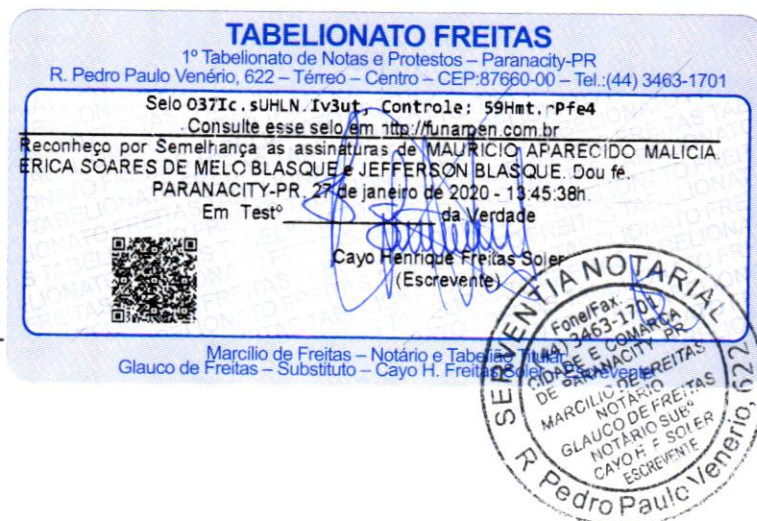 TABELIONATO FREITAS
1º Tabelionato de Notas e Protestos – Paranacity-PR
R. Pedro Paulo Venério, 622 – Térreo – Centro – CEP:87660-00 – Tel.:(44) 3463-1701
Selo 037Ic.sUHLN.Iv3ut, Controle: 59Hmt.rPfe4
Consulte esse selo em http://funarpen.com.br
Reconheço por Semelhança as assinaturas de MAURICIO APARECIDO MALICIA
ERICA SOARES DE MELO BLASQUE e JEFFERSON BLASQUE. Dou fé.
PARANACITY-PR, 27 de janeiro de 2020 - 13:45:38h.
Em Testº da Verdade
Cayo Henrique Freitas Soler
(Escrevente)
Marcílio de Freitas – Notário e Tabelião Titular
Glauco de Freitas – Substituto – Cayo H. Freitas Soler – Escrevente
SERVENTIA NOTARIAL
Fone/Fax:
(44) 3463-1701
CIDADE E COMARCA
DE PARANACITY - PR.
MARCILIO DE FREITAS
NOTÁRIO
GLAUCO DE FREITAS
NOTÁRIO SUBº
CAYO H. F. SOLER
ESCREVENTE
R. Pedro Paulo Venerio, 622